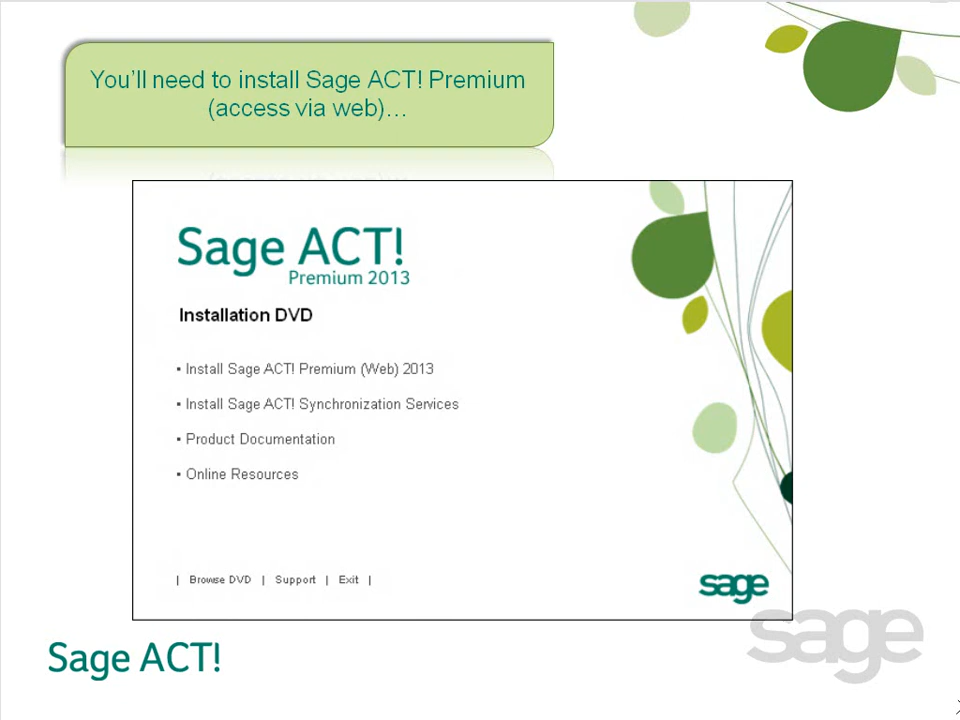 You'll need to install Sage ACT! Premium
(access via web)…
Sage ACT!
Premium 2013
Installation DVD
▪ Install Sage ACT! Premium (Web) 2013
▪ Install Sage ACT! Synchronization Services
▪ Product Documentation
▪ Online Resources
| Browse DVD | Support | Exit |
sage
sage
Sage ACT!